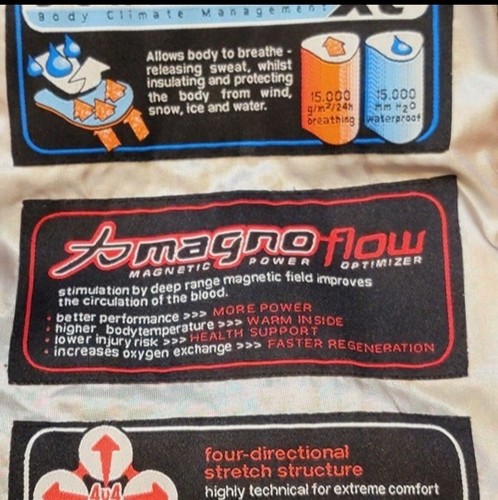 Body Climate Management
Allows body to breathe -
releasing sweat, whilst
insulating and protecting
the body from wind,
snow, ice and water.
15.000
g/m²/24h
breathing
15.000
mm H₂O
waterproof
magnoflow
MAGNETIC POWER OPTIMIZER
stimulation by deep range magnetic field improves
the circulation of the blood.
• better performance >>> MORE POWER
• higher bodytemperature >>> WARM INSIDE
• lower injury risk >>> HEALTH SUPPORT
• increases oxygen exchange >>> FASTER REGENERATION
4x4
four-directional
stretch structure
highly technical for extreme comfort